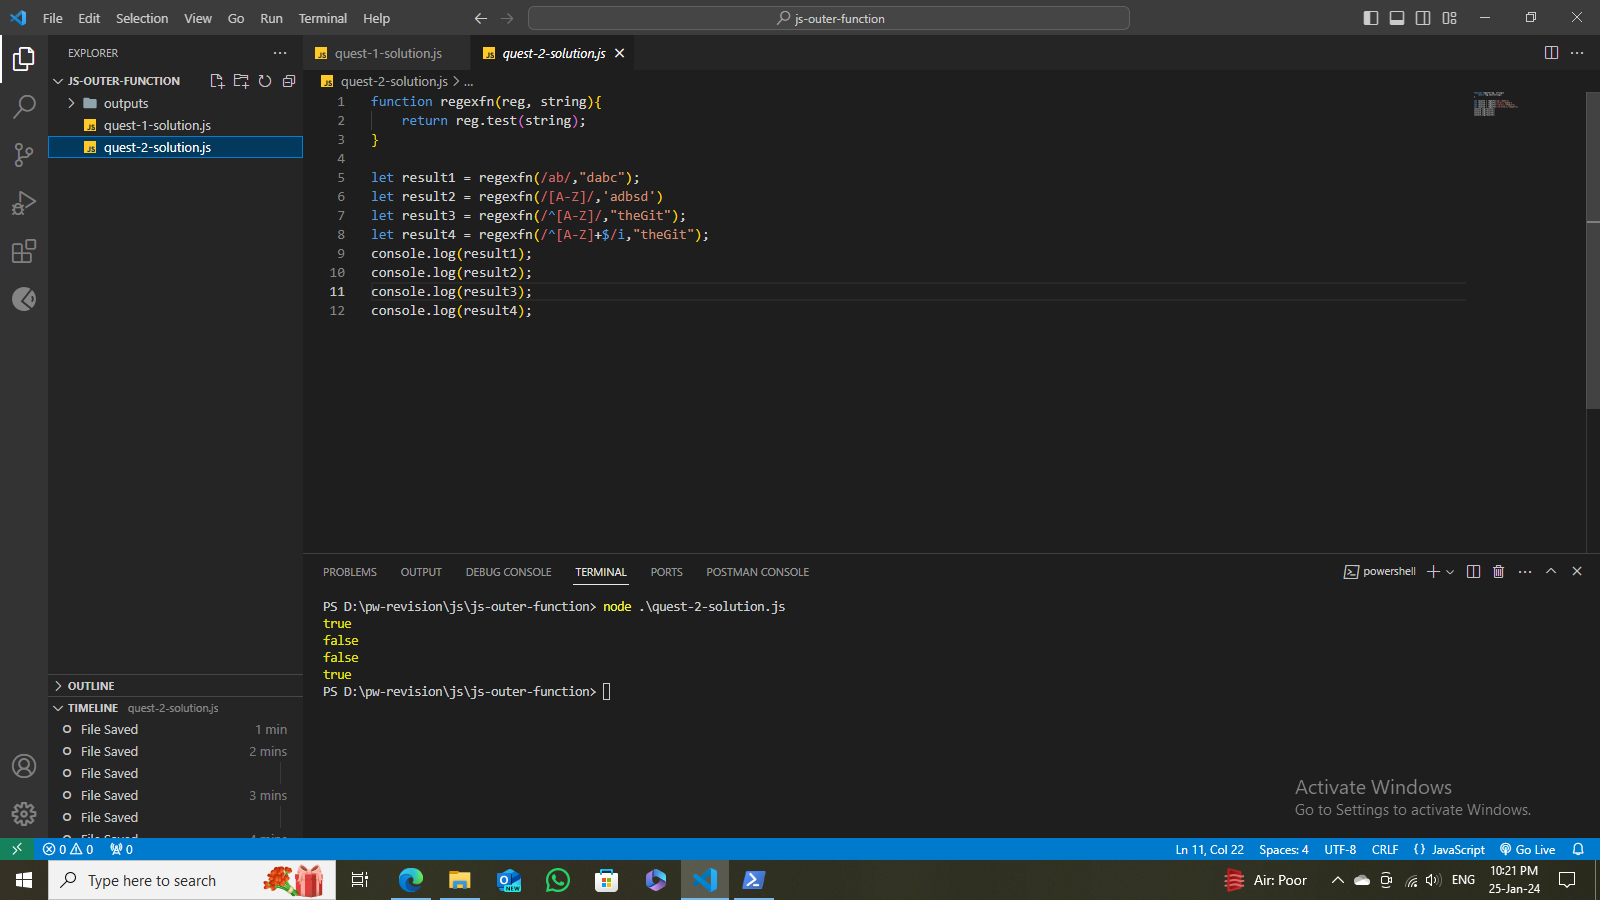 File Edit Selection View Go Run Terminal Help
js-outer-function
EXPLORER
JS-OUTER-FUNCTION
outputs
quest-1-solution.js
quest-2-solution.js
quest-1-solution.js
quest-2-solution.js
quest-2-solution.js > ...
1 function regexfn(reg, string){
2     return reg.test(string);
3 }
4
5 let result1 = regexfn(/ab/,"dabc");
6 let result2 = regexfn(/[A-Z]/,'adbsd')
7 let result3 = regexfn(/^[A-Z]/,"theGit");
8 let result4 = regexfn(/^[A-Z]+$/i,"theGit");
9 console.log(result1);
10 console.log(result2);
11 console.log(result3);
12 console.log(result4);
PROBLEMS OUTPUT DEBUG CONSOLE TERMINAL PORTS POSTMAN CONSOLE
powershell
PS D:\pw-revision\js\js-outer-function> node .\quest-2-solution.js
true
false
false
true
PS D:\pw-revision\js\js-outer-function>
OUTLINE
TIMELINE quest-2-solution.js
File Saved 1 min
File Saved 2 mins
File Saved
File Saved 3 mins
File Saved
Activate Windows
Go to Settings to activate Windows.
0 0 0
Ln 11, Col 22 Spaces: 4 UTF-8 CRLF {} JavaScript Go Live
Type here to search
NEW
Air: Poor
ENG
10:21 PM
25-Jan-24